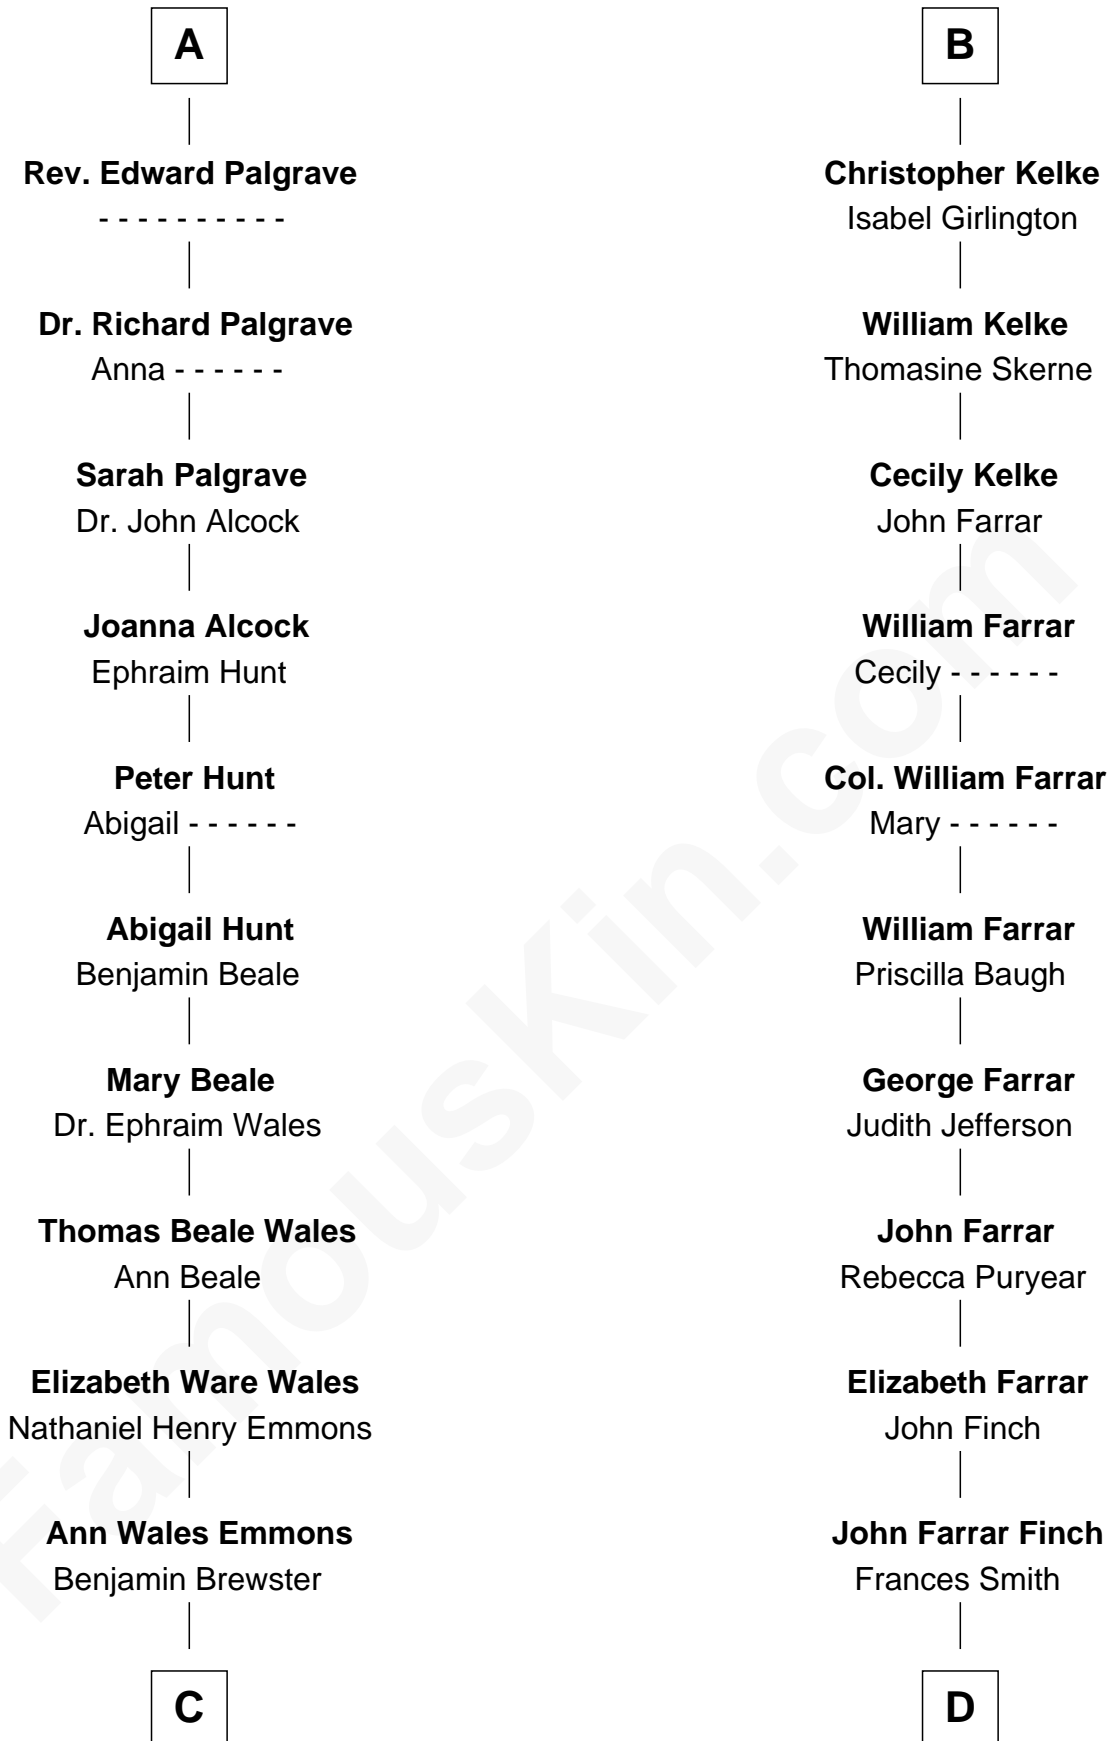 A
Rev. Edward Palgrave
- - - - - - - - - -
Dr. Richard Palgrave
Anna - - - - - -
Sarah Palgrave
Dr. John Alcock
Joanna Alcock
Ephraim Hunt
Peter Hunt
Abigail - - - - - -
Abigail Hunt
Benjamin Beale
Mary Beale
Dr. Ephraim Wales
Thomas Beale Wales
Ann Beale
Elizabeth Ware Wales
Nathaniel Henry Emmons
Ann Wales Emmons
Benjamin Brewster
C
B
Christopher Kelke
Isabel Girlington
William Kelke
Thomasine Skerne
Cecily Kelke
John Farrar
William Farrar
Cecily - - - - - -
Col. William Farrar
Mary - - - - - -
William Farrar
Priscilla Baugh
George Farrar
Judith Jefferson
John Farrar
Rebecca Puryear
Elizabeth Farrar
John Finch
John Farrar Finch
Frances Smith
D
FamousKin.com